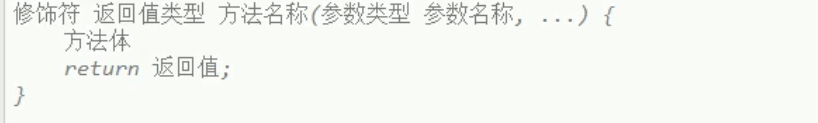 修饰符 返回值类型 方法名称(参数类型 参数名称, ...) {
    方法体
    return 返回值;
}